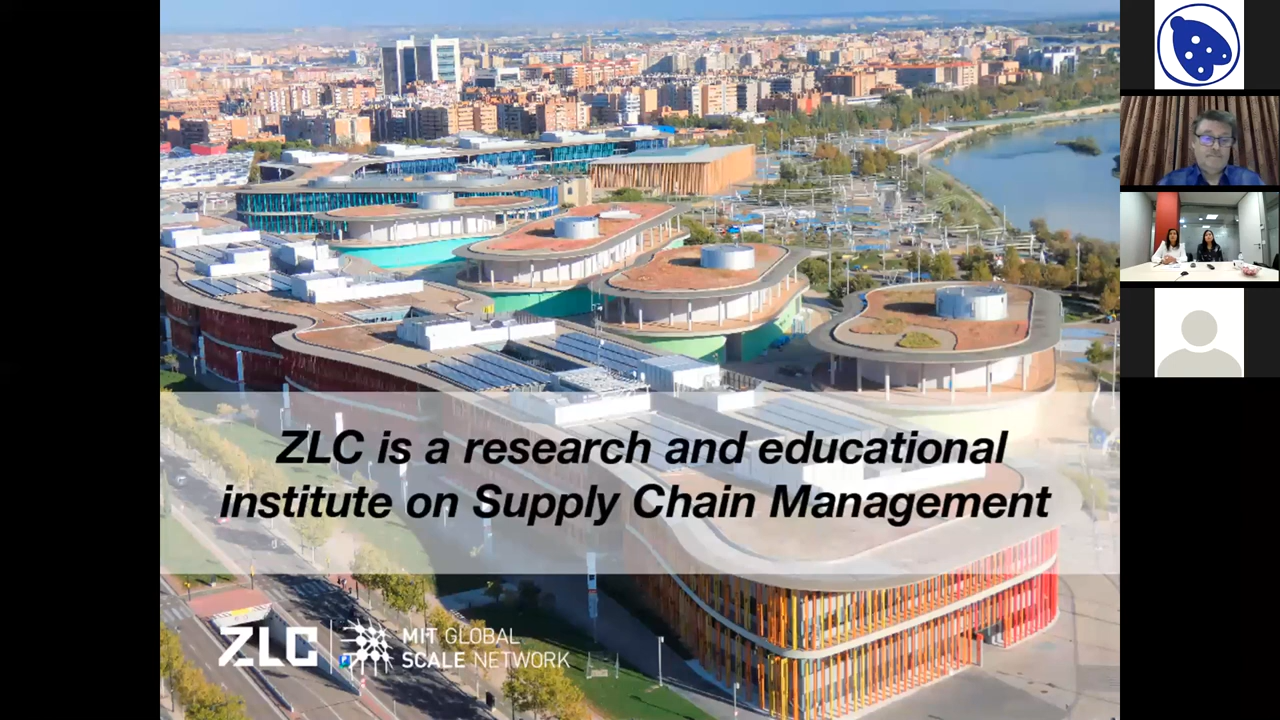 ZLC is a research and educational
institute on Supply Chain Management
ZLC
MIT GLOBAL
SCALE NETWORK